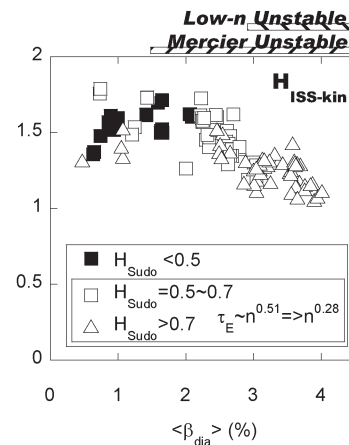 Low-n Unstable
Mercier Unstable
2
1.5
1
0.5
0
H_ISS-kin
H_Sudo <0.5
H_Sudo=0.5~0.7
H_Sudo>0.7 τ_E~n^0.51=>n^0.28
0 1 2 3 4
<β_dia> (%)